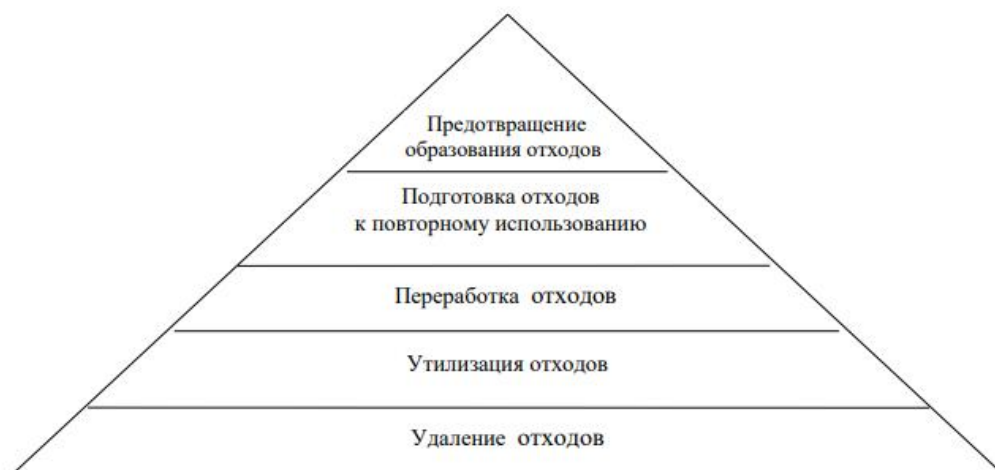 Предотвращение
образования отходов
Подготовка отходов
к повторному использованию
Переработка отходов
Утилизация отходов
Удаление отходов